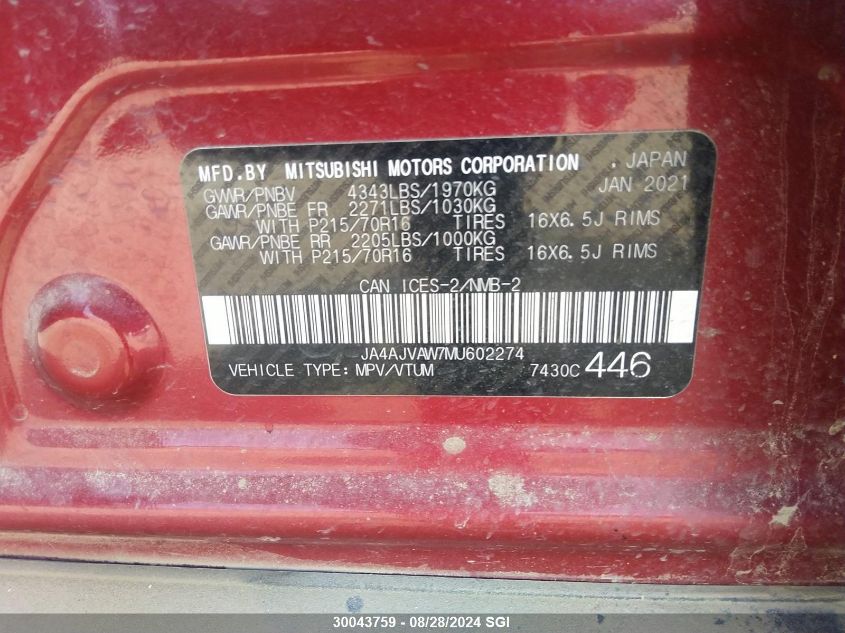 MFD.BY MITSUBISHI MOTORS CORPORATION . JAPAN
GVWR/PNBV 4343LBS/1970KG JAN 2021
GAWR/PNBE FR 2271LBS/1030KG
WITH P215/70R16 TIRES 16X6.5J RIMS
GAWR/PNBE RR 2205LBS/1000KG
WITH P215/70R16 TIRES 16X6.5J RIMS
CAN ICES-2/NMB-2
JA4AJVAW7MU602274
VEHICLE TYPE: MPV/VTUM 7430C 446
30043759 - 08/28/2024 SGI